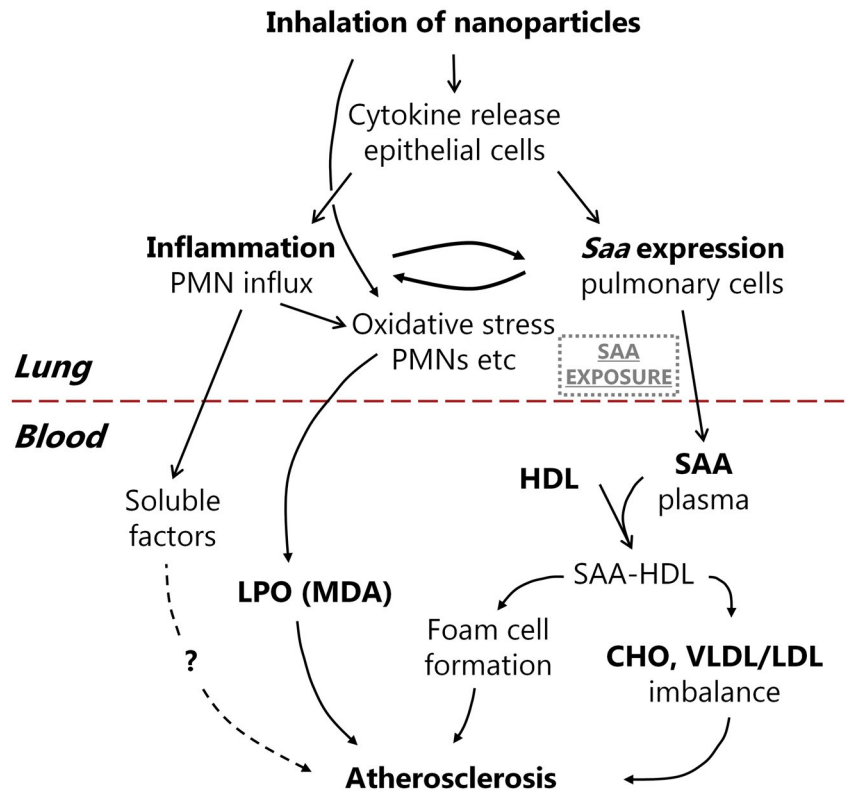 Inhalation of nanoparticles
Cytokine release
epithelial cells
Inflammation
PMN influx
Saa expression
pulmonary cells
Oxidative stress
PMNs etc
SAA
EXPOSURE
Lung
Blood
HDL
SAA
plasma
Soluble
factors
SAA-HDL
LPO (MDA)
Foam cell
formation
CHO, VLDL/LDL
imbalance
?
Atherosclerosis